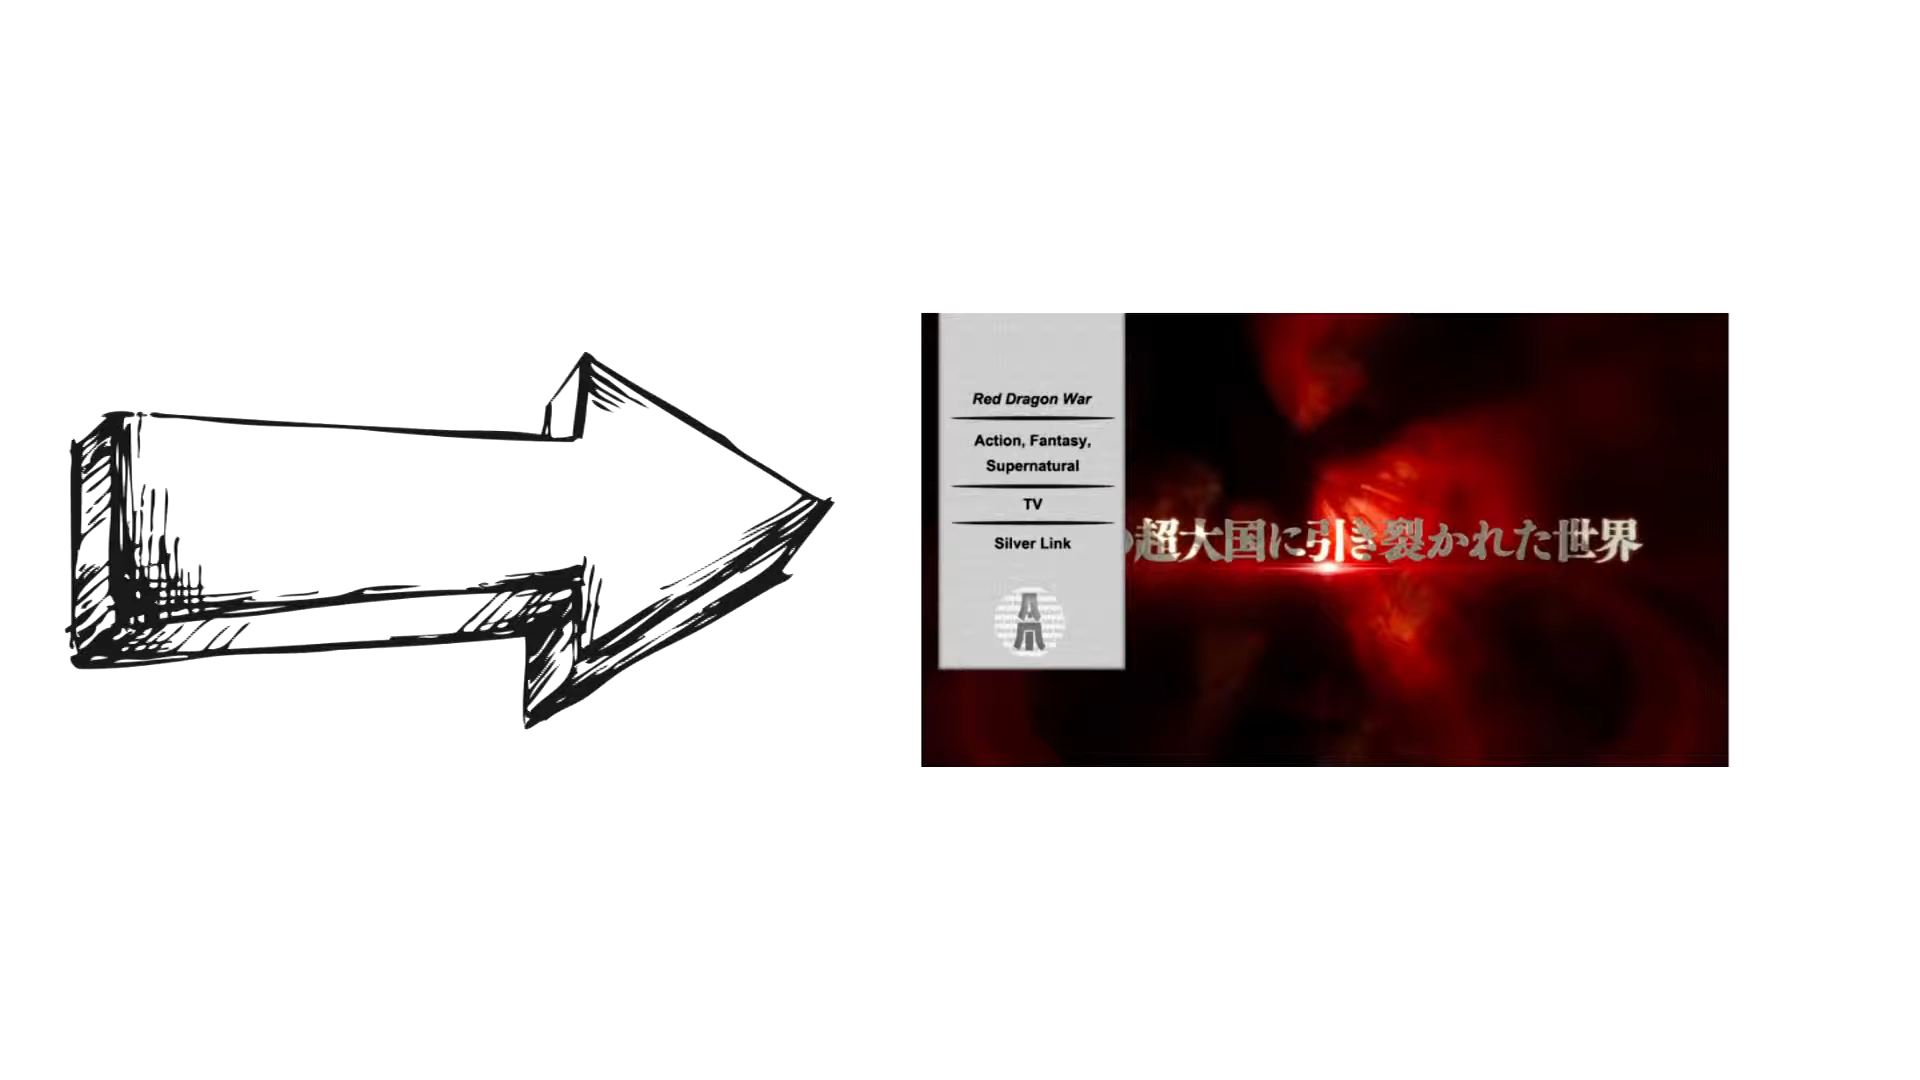 Red Dragon War
Action, Fantasy,
Supernatural
TV
Silver Link
超大国に引き裂かれた世界